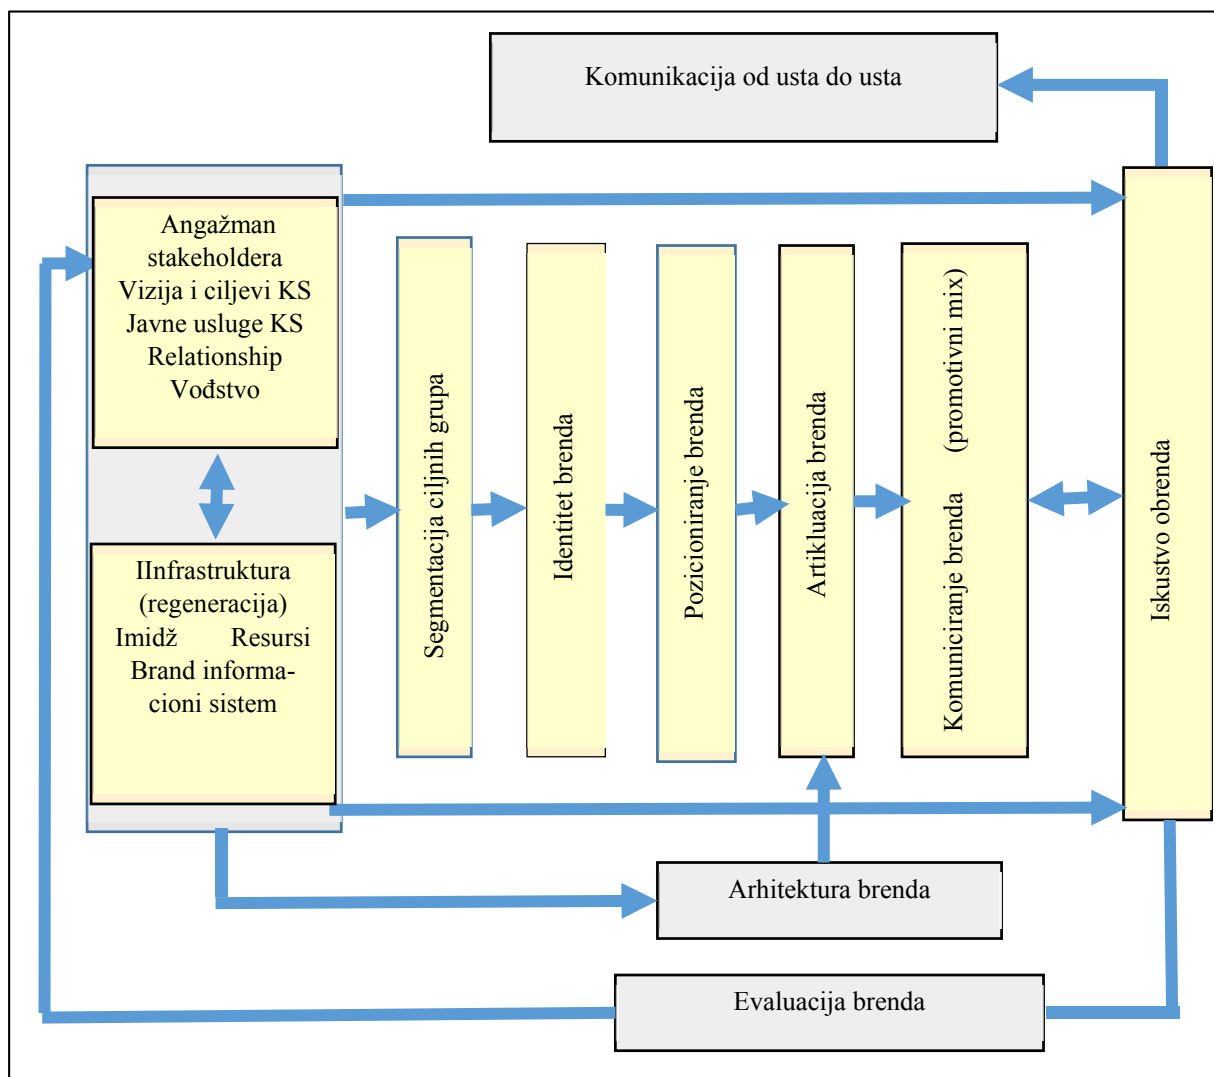 Komunikacija od usta do usta
Angažman
stakeholdera
Vizija i ciljevi KS
Javne usluge KS
Relationship
Vođstvo
IInfrastruktura
(regeneracija)
Imidž Resursi
Brand informa-
cioni sistem
Segmentacija ciljnih grupa
Identitet brenda
Pozicioniranje brenda
Artikluacija brenda
Komuniciranje brenda (promotivni mix)
Iskustvo obrenda
Arhitektura brenda
Evaluacija brenda